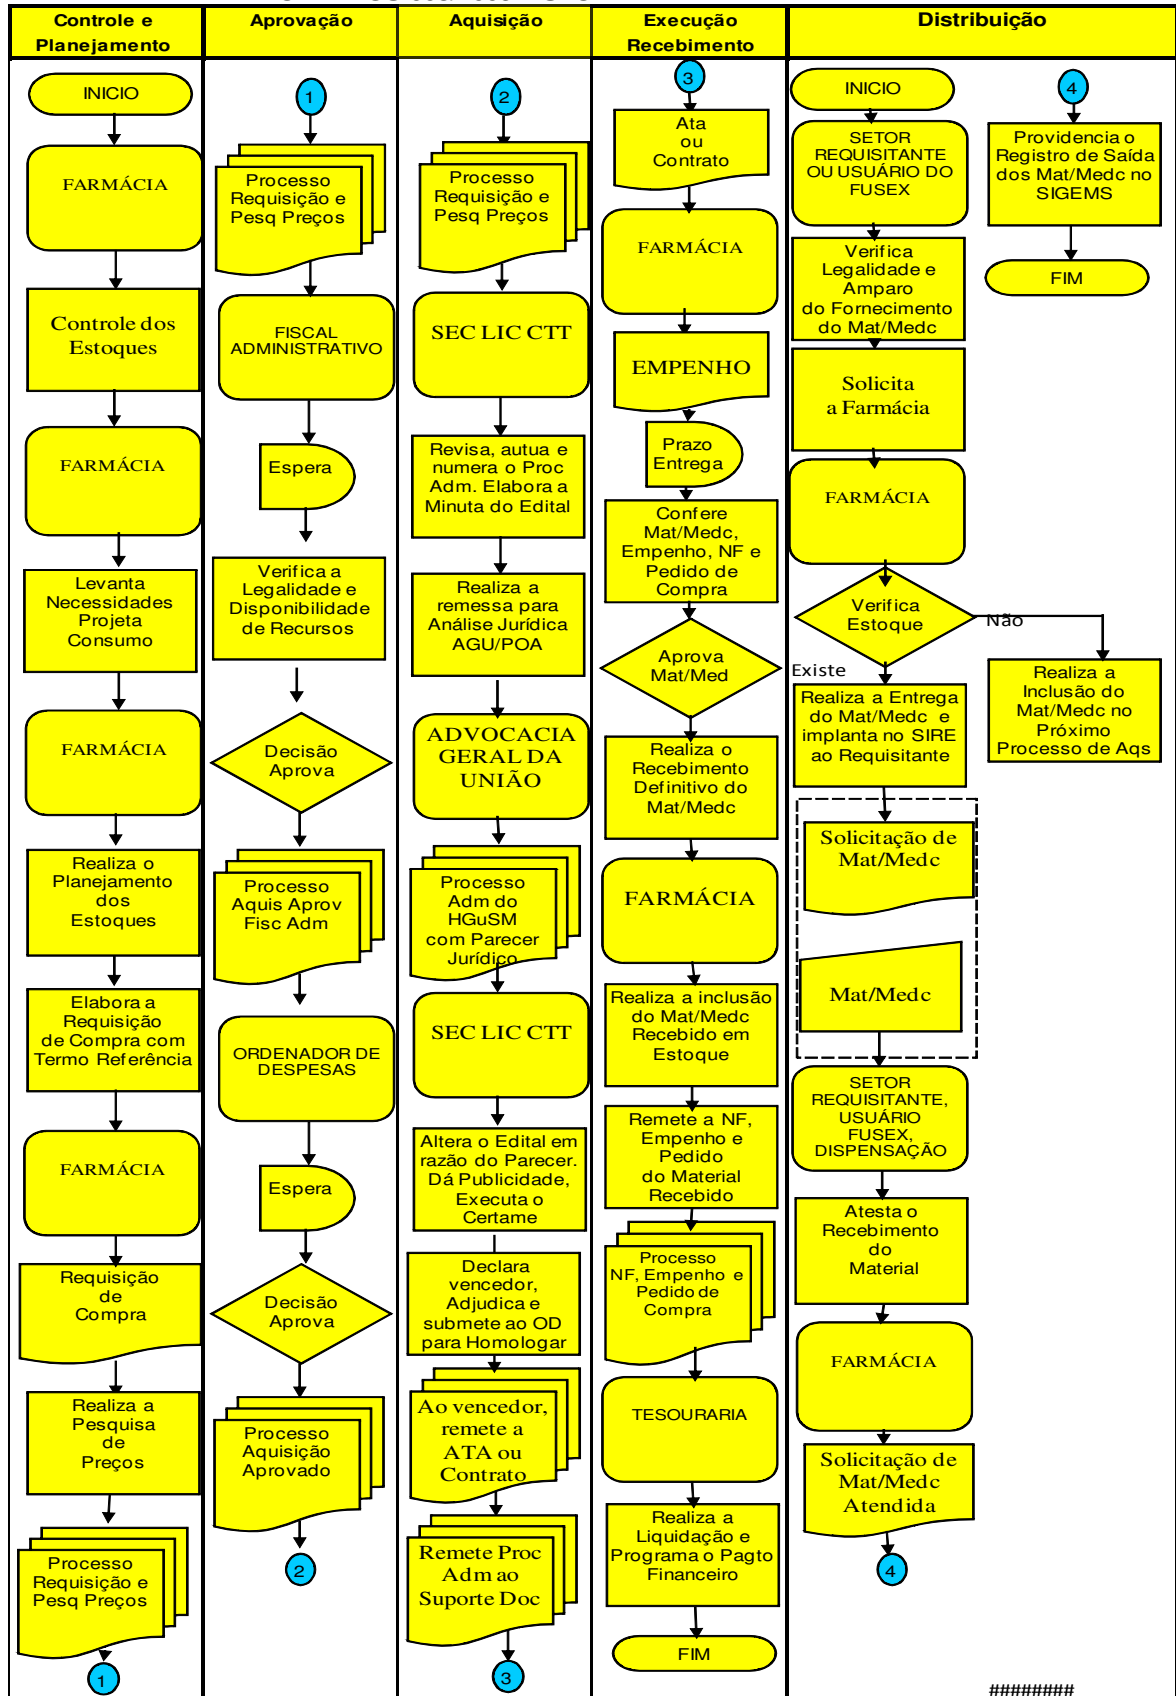 Controle e
Planejamento
Aprovação
Aquisição
Execução
Recebimento
Distribuição
INICIO
FARMÁCIA
Controle dos
Estoques
FARMÁCIA
Levanta
Necessidades
Projeta
Consumo
FARMÁCIA
Realiza o
Planejamento
dos
Estoques
Elabora a
Requisição
de Compra com
Termo Referência
FARMÁCIA
Requisição
de
Compra
Realiza a
Pesquisa
de
Preços
Processo
Requisição e
Pesq Preços
1
1
Processo
Requisição e
Pesq Preços
FISCAL
ADMINISTRATIVO
Espera
Verifica a
Legalidade e
Disponibilidade
de Recursos
Decisão
Aprova
Processo
Aquis Aprov
Fisc Adm
ORDENADOR DE
DESPESAS
Espera
Decisão
Aprova
Processo
Aquisição
Aprovado
2
2
Processo
Requisição e
Pesq Preços
SEC LIC CTT
Revisa, autua e
numera o Proc
Adm. Elabora a
Minuta do Edital
Realiza a
remessa para
Análise Jurídica
AGU/POA
ADVOCACIA
GERAL DA
UNIÃO
Processo
Adm do
HGuSM
com Parecer
Jurídico
SEC LIC CTT
Altera o Edital em
razão do Parecer.
Dá Publicidade,
Executa o
Certame
Declara
vencedor,
Adjudica e
submete ao OD
para Homologar
Ao vencedor,
remete a
ATA ou
Contrato
Remete Proc
Adm ao
Suporte Doc
3
3
Ata
ou
Contrato
FARMÁCIA
EMPENHO
Prazo
Entrega
Confere
Mat/Medc,
Empenho, NF e
Pedido de
Compra
Aprova
Mat/Med
Realiza o
Recebimento
Definitivo do
Mat/Medc
FARMÁCIA
Realiza a inclusão
do Mat/Medc
Recebido em
Estoque
Remete a NF,
Empenho e
Pedido
do Material
Recebido
Processo
NF, Empenho e
Pedido de
Compra
TESOURARIA
Realiza a
Liquidação e
Programa o Pagto
Financeiro
FIM
INICIO
SETOR
REQUISITANTE
OU USUÁRIO DO
FUSEX
Verifica
Legalidade e
Amparo
do Fornecimento
do Mat/Medc
Solicita
a Farmácia
FARMÁCIA
Verifica
Estoque
Não
Existe
Realiza a Entrega
do Mat/Medc e
implanta no SIRE
ao Requisitante
Realiza a
Inclusão do
Mat/Medc no
Próximo
Processo de Aqs
Solicitação de
Mat/Medc
Mat/Medc
SETOR
REQUISITANTE,
USUÁRIO
FUSEX,
DISPENSAÇÃO
Atesta o
Recebimento
do
Material
FARMÁCIA
Solicitação de
Mat/Medc
Atendida
4
4
Providencia o
Registro de Saída
dos Mat/Medc no
SIGEMS
FIM
########